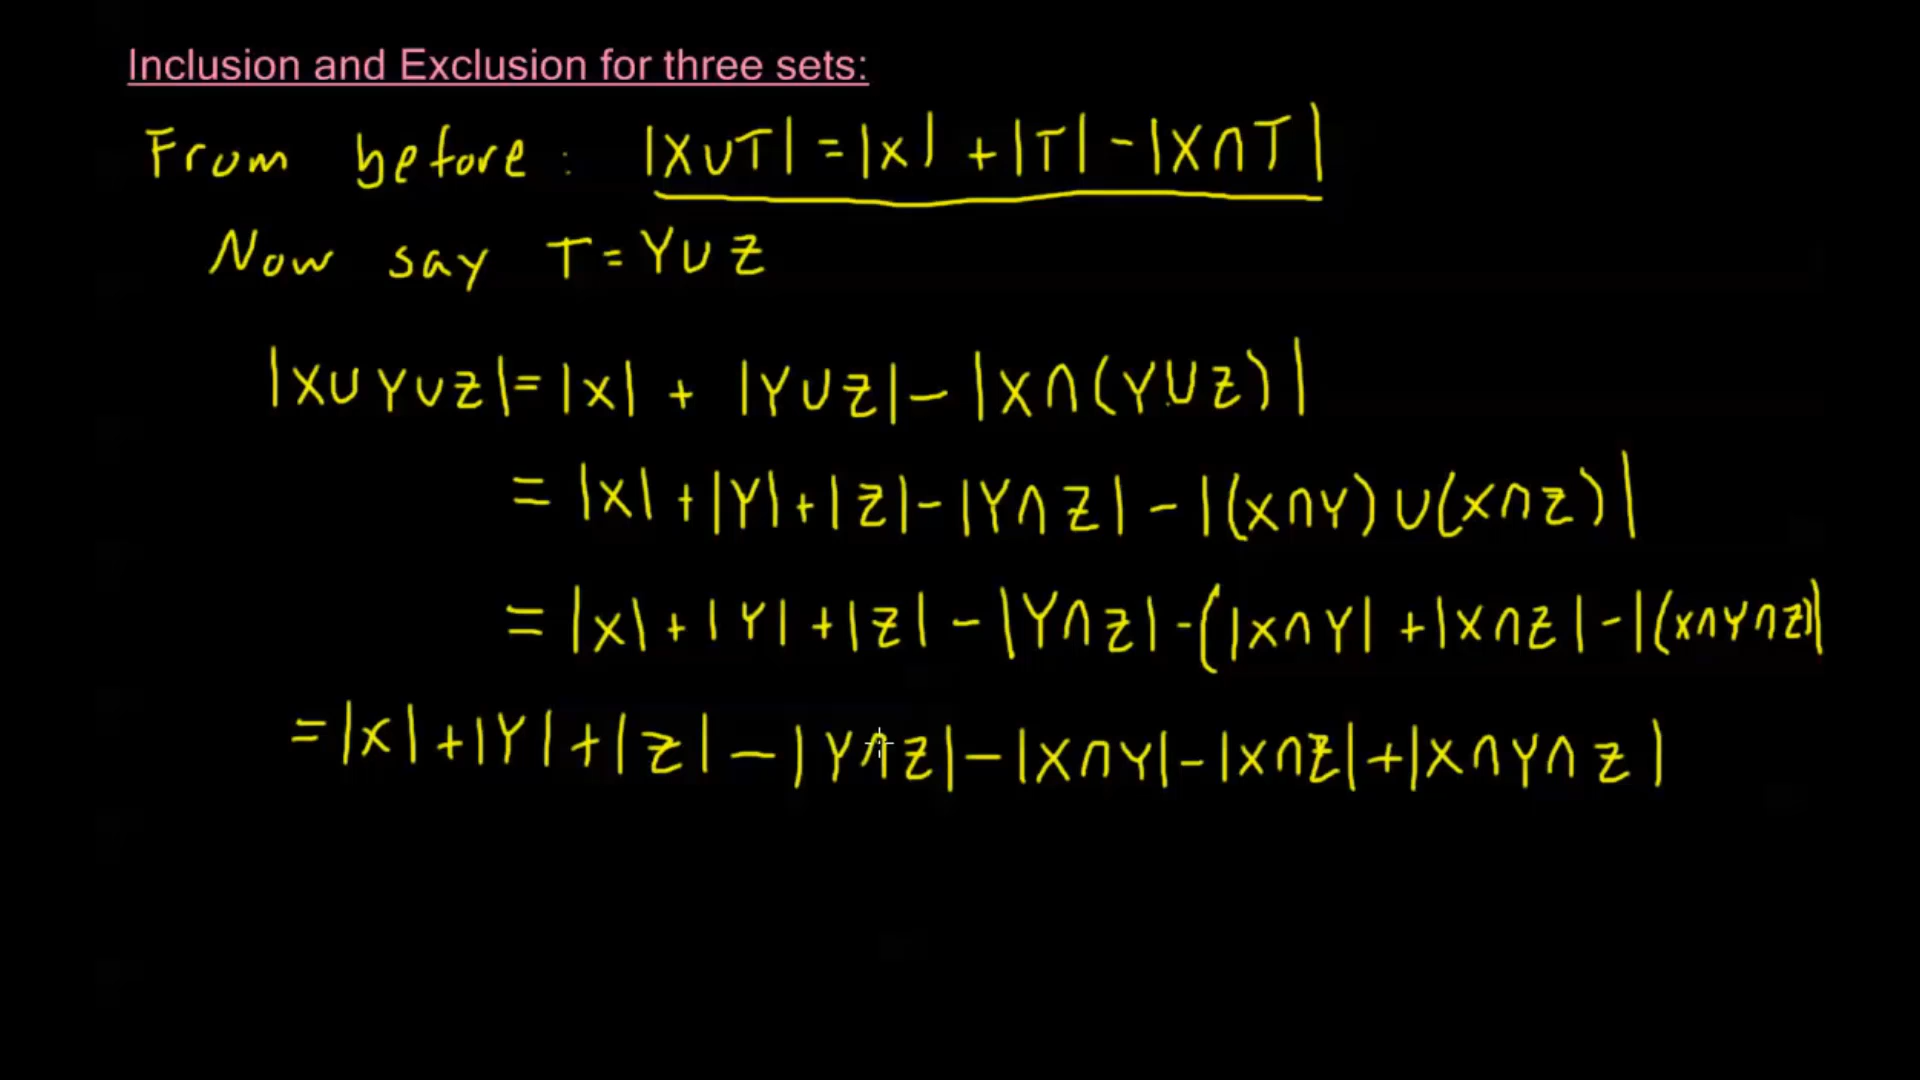 Inclusion and Exclusion for three sets:
From before: |X∪T| = |X| + |T| - |X∩T|
Now say T = Y∪Z
|X∪Y∪Z| = |X| + |Y∪Z| - |X∩(Y∪Z)|
= |X| + |Y| + |Z| - |Y∩Z| - |(X∩Y)∪(X∩Z)|
= |X| + |Y| + |Z| - |Y∩Z| - (|X∩Y| + |X∩Z| - |(X∩Y∩Z)|
= |X| + |Y| + |Z| - |Y∩Z| - |X∩Y| - |X∩Z| + |X∩Y∩Z|